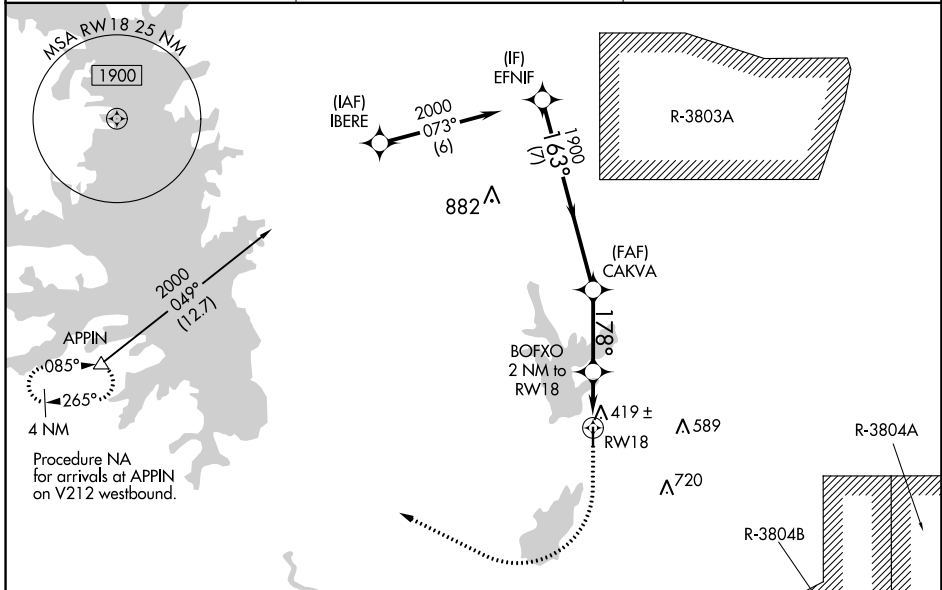 MSA RW18 25 NM
1900
(IAF)
IBERE
2000
073°
(6)
(IF)
EFNIF
1900
163°
(7)
R-3803A
882
(FAF)
CAKVA
178°
2000
049°
(12.7)
APPIN
085°
265°
4 NM
Procedure NA
for arrivals at APPIN
on V212 westbound.
BOFXO
2 NM to
RW18
419 ±
RW18
589
720
R-3804A
R-3804B